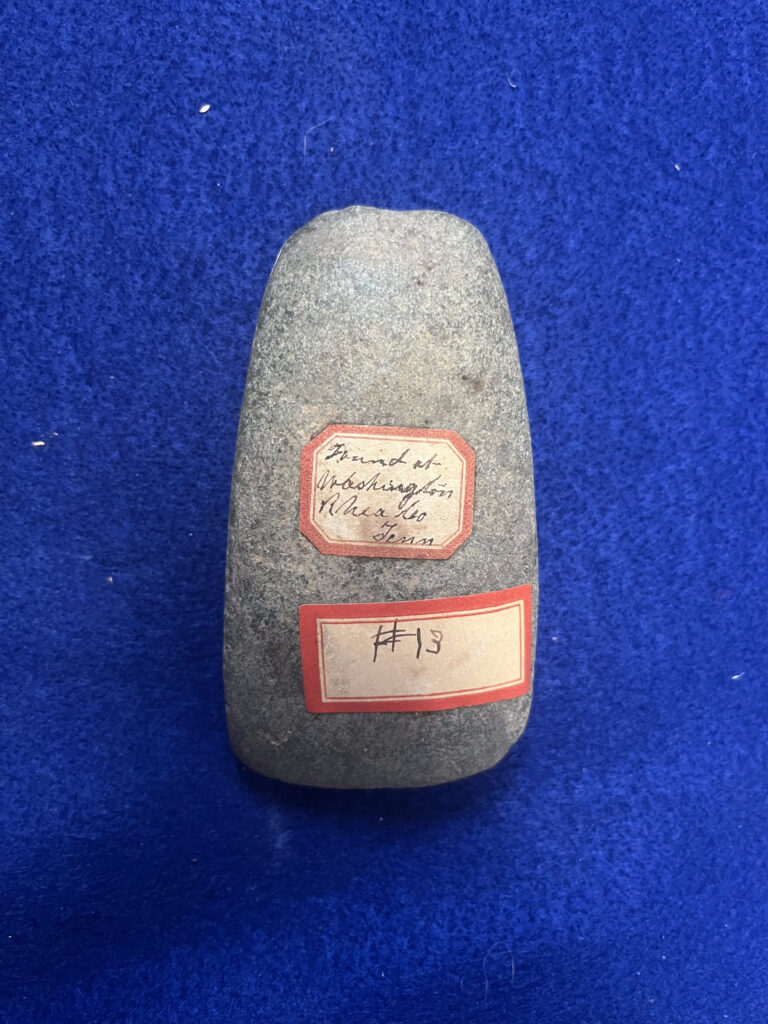 Found at
Washington
Rhea Co
Tenn
#13